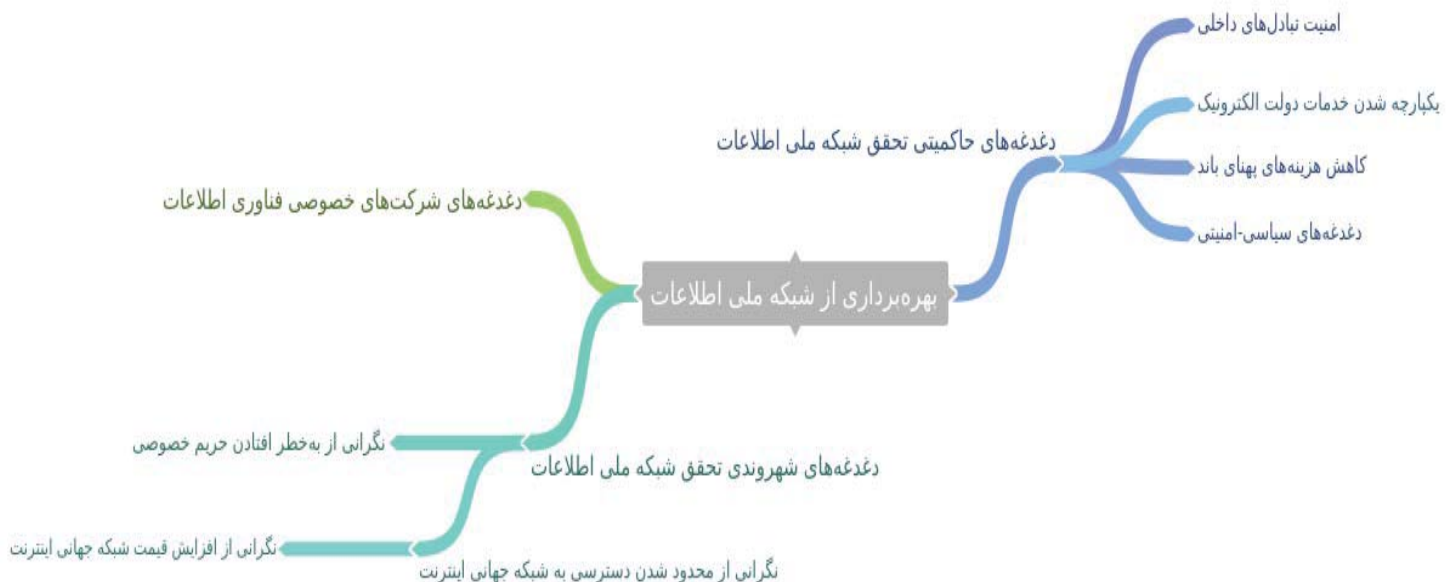 امنیت تبادل‌های داخلی
یکپارچه شدن خدمات دولت الکترونیک
دغدغه‌های حاکمیتی تحقق شبکه ملی اطلاعات
کاهش هزینه‌های پهنای باند
دغدغه‌های سیاسی-امنیتی
دغدغه‌های شرکت‌های خصوصی فناوری اطلاعات
بهره‌برداری از شبکه ملی اطلاعات
نگرانی از به‌خطر افتادن حریم خصوصی
دغدغه‌های شهروندی تحقق شبکه ملی اطلاعات
نگرانی از افزایش قیمت شبکه جهانی اینترنت
نگرانی از محدود شدن دسترسی به شبکه جهانی اینترنت